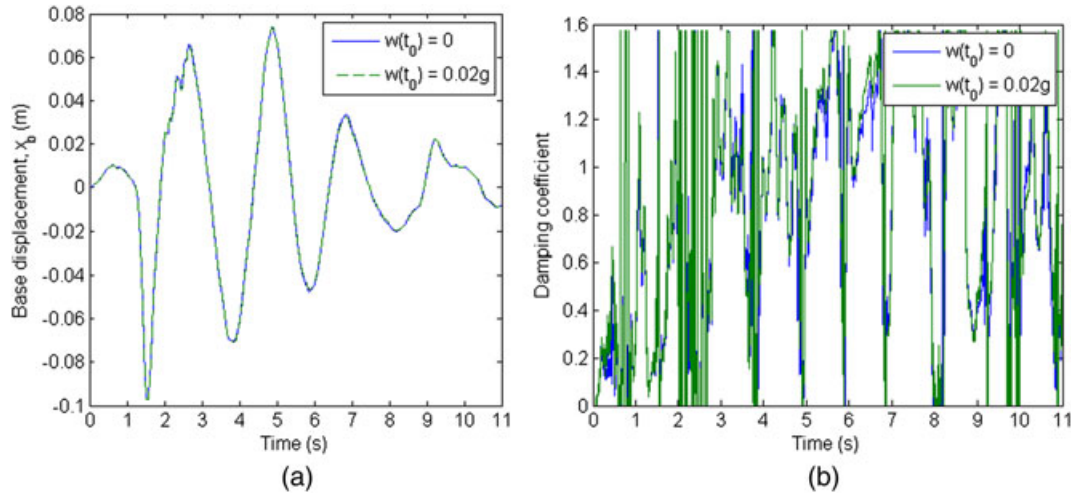 0.08
0.06
0.04
0.02
0
-0.02
-0.04
-0.06
-0.08
-0.1
Base displacement, x_b (m)
w(t_0) = 0
w(t_0) = 0.02g
0 1 2 3 4 5 6 7 8 9 10 11
Time (s)
(a)
1.6
1.4
1.2
1
0.8
0.6
0.4
0.2
0
Damping coefficient
w(t_0) = 0
w(t_0) = 0.02g
0 1 2 3 4 5 6 7 8 9 10 11
Time (s)
(b)